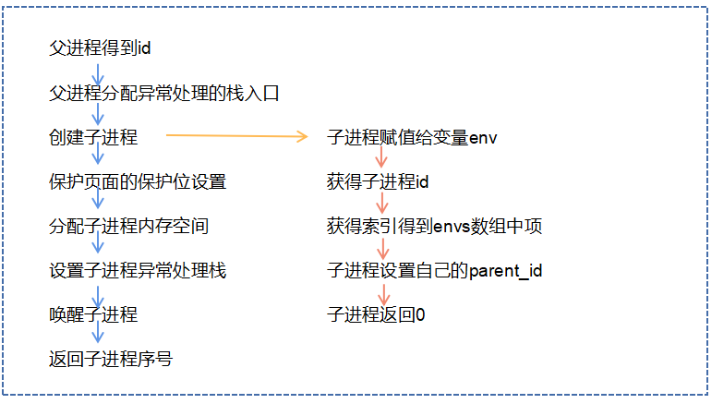 父进程得到id
父进程分配异常处理的栈入口
创建子进程
保护页面的保护位设置
分配子进程内存空间
设置子进程异常处理栈
唤醒子进程
返回子进程序号
子进程赋值给变量env
获得子进程id
获得索引得到envs数组中项
子进程设置自己的parent_id
子进程返回0